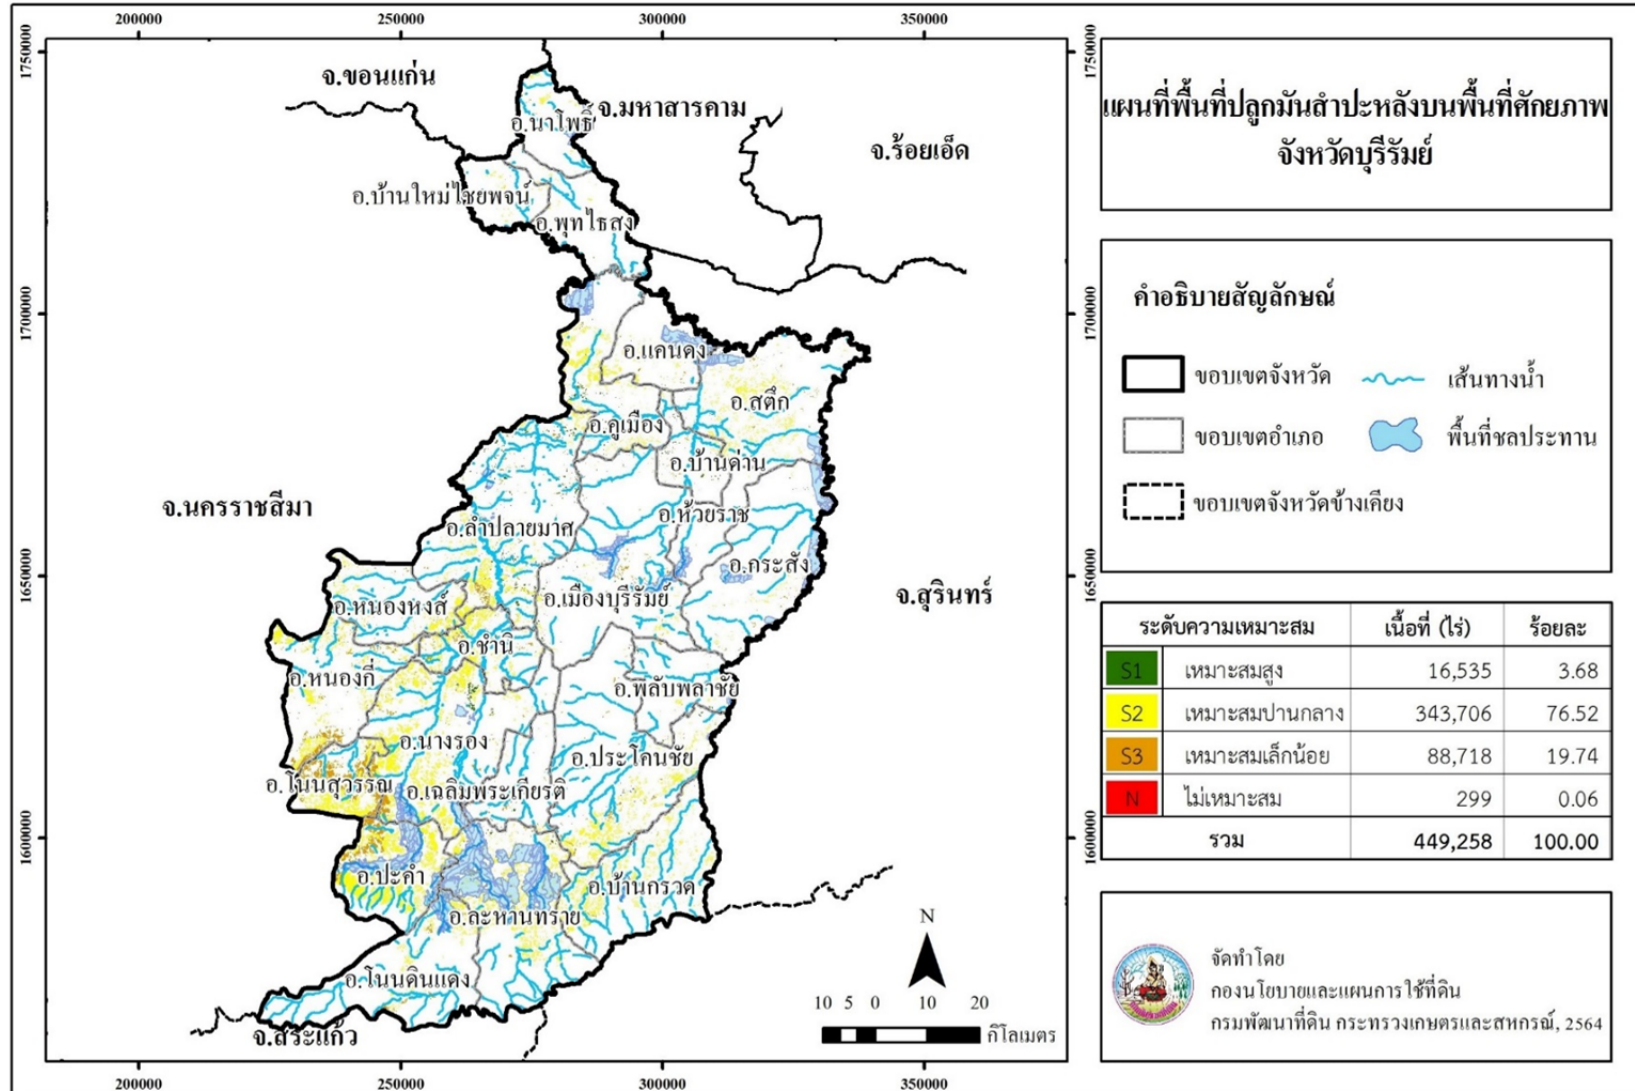 200000 250000 300000 350000
1750000 1750000
จ.ขอนแก่น
จ.มหาสารคาม
อ.นาโพธิ์
จ.ร้อยเอ็ด
อ.บ้านใหม่ไชยพจน์
อ.พุทไธสง
1700000 1700000
อ.แคนดง
อ.สตึก
อ.คูเมือง
อ.บ้านด่าน
จ.นครราชสีมา
อ.ห้วยราช
อ.ลำปลายมาศ
อ.กระสัง
1650000 1650000
อ.หนองหงส์
อ.เมืองบุรีรัมย์
จ.สุรินทร์
อ.ชำนิ
อ.หนองกี่
อ.พลับพลาชัย
อ.นางรอง
อ.ประโคนชัย
อ.โนนสุวรรณ
อ.เฉลิมพระเกียรติ
1600000 1600000
อ.ปะคำ
อ.บ้านกรวด
อ.ละหานทราย
N
อ.โนนดินแดง
10 5 0 10 20
กิโลเมตร
จ.สระแก้ว
200000 250000 300000 350000
แผนที่พื้นที่ปลูกมันสำปะหลังบนพื้นที่ศักยภาพ
จังหวัดบุรีรัมย์
คำอธิบายสัญลักษณ์
ขอบเขตจังหวัด เส้นทางน้ำ
ขอบเขตอำเภอ พื้นที่ชลประทาน
ขอบเขตจังหวัดข้างเคียง
ระดับความเหมาะสม เนื้อที่ (ไร่) ร้อยละ
S1 เหมาะสมสูง 16,535 3.68
S2 เหมาะสมปานกลาง 343,706 76.52
S3 เหมาะสมเล็กน้อย 88,718 19.74
N ไม่เหมาะสม 299 0.06
รวม 449,258 100.00
จัดทำโดย
กองนโยบายและแผนการใช้ที่ดิน
กรมพัฒนาที่ดิน กระทรวงเกษตรและสหกรณ์, 2564